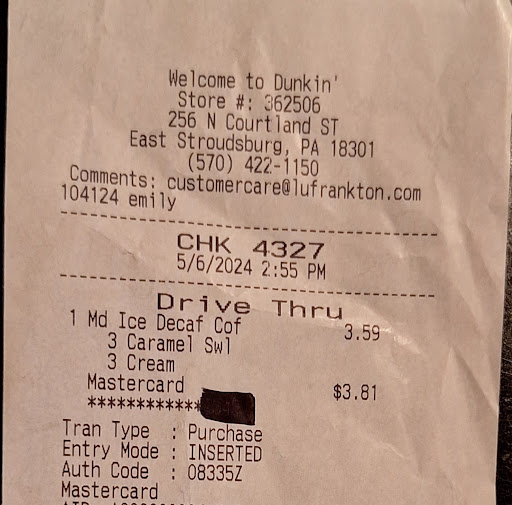 Welcome to Dunkin'
Store #: 362506
256 N Courtland ST
East Stroudsburg, PA 18301
(570) 422-1150
Comments: customercare@lufrankton.com
104124 emily
CHK 4327
5/6/2024 2:55 PM
Drive Thru
1 Md Ice Decaf Cof 3.59
3 Caramel Swl
3 Cream
Mastercard $3.81
************
Tran Type : Purchase
Entry Mode : INSERTED
Auth Code : 08335Z
Mastercard